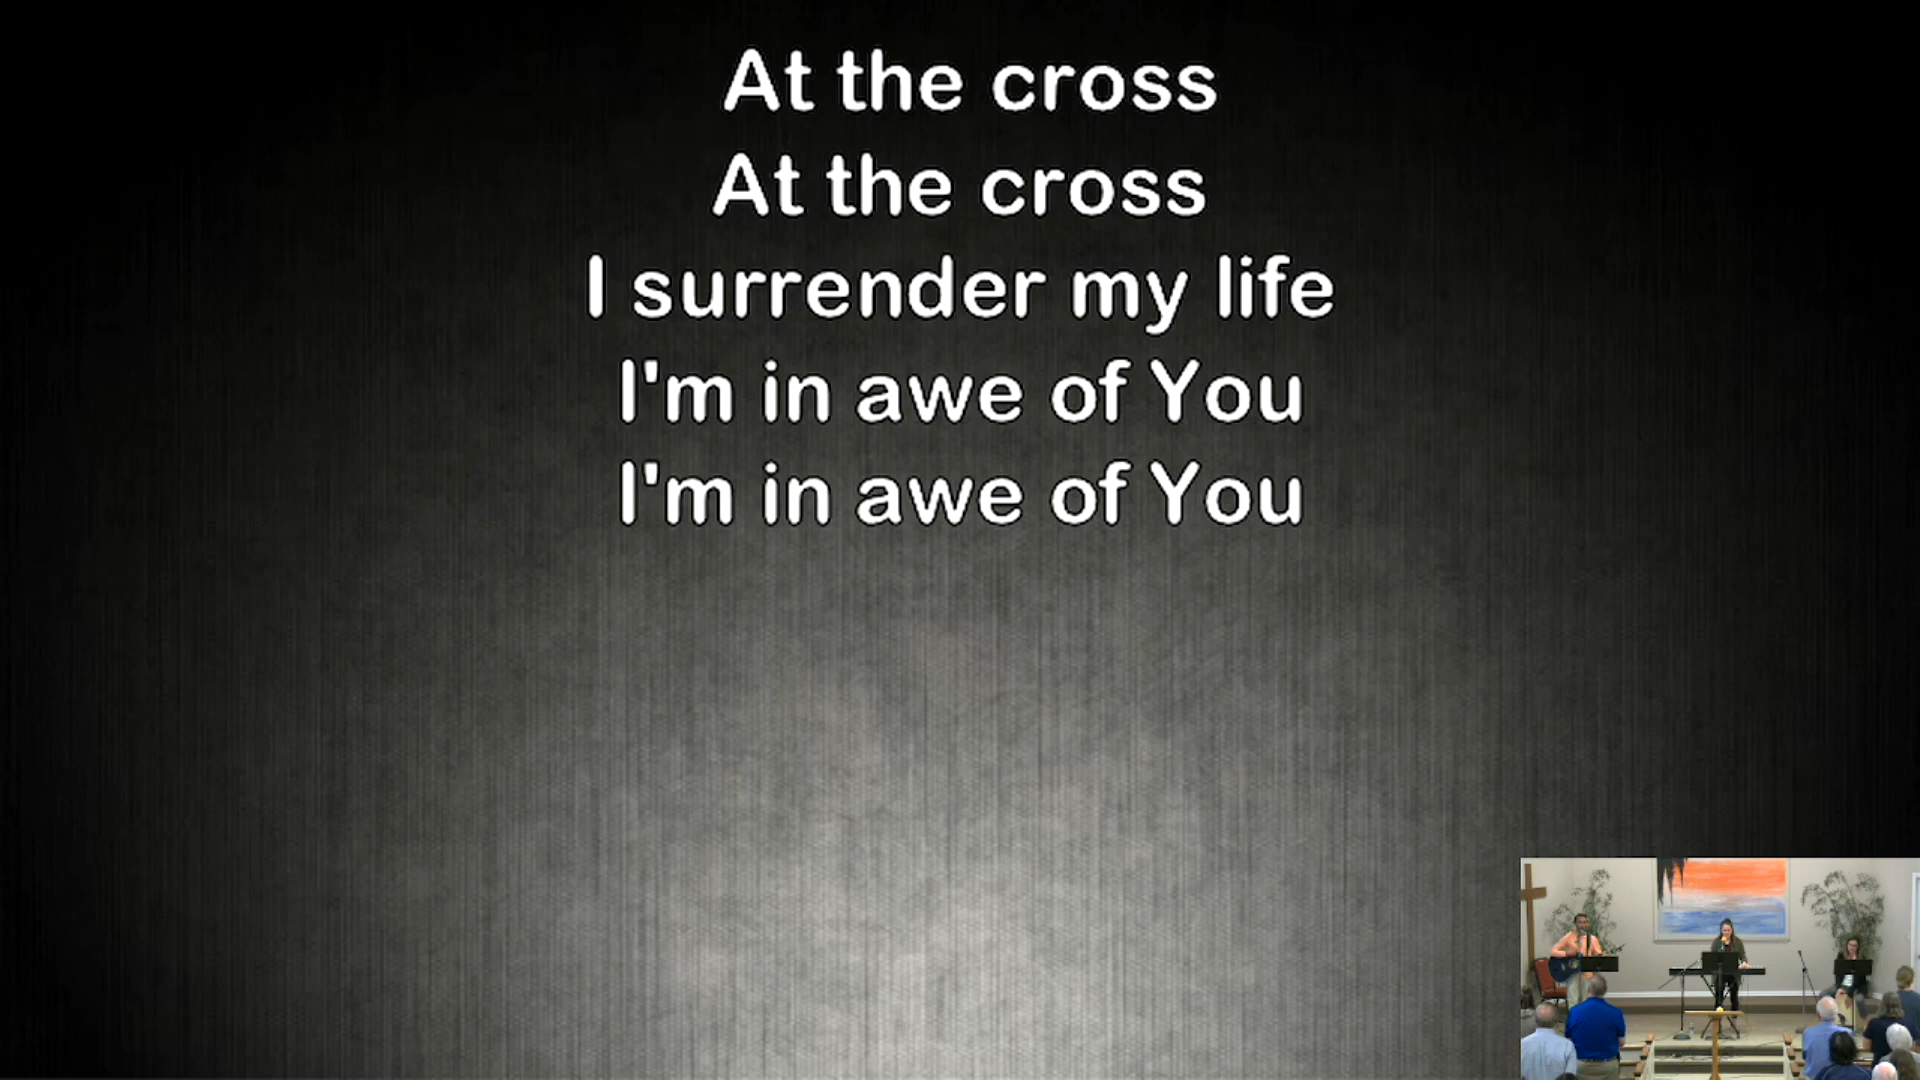 At the cross
At the cross
I surrender my life
I'm in awe of You
I'm in awe of You